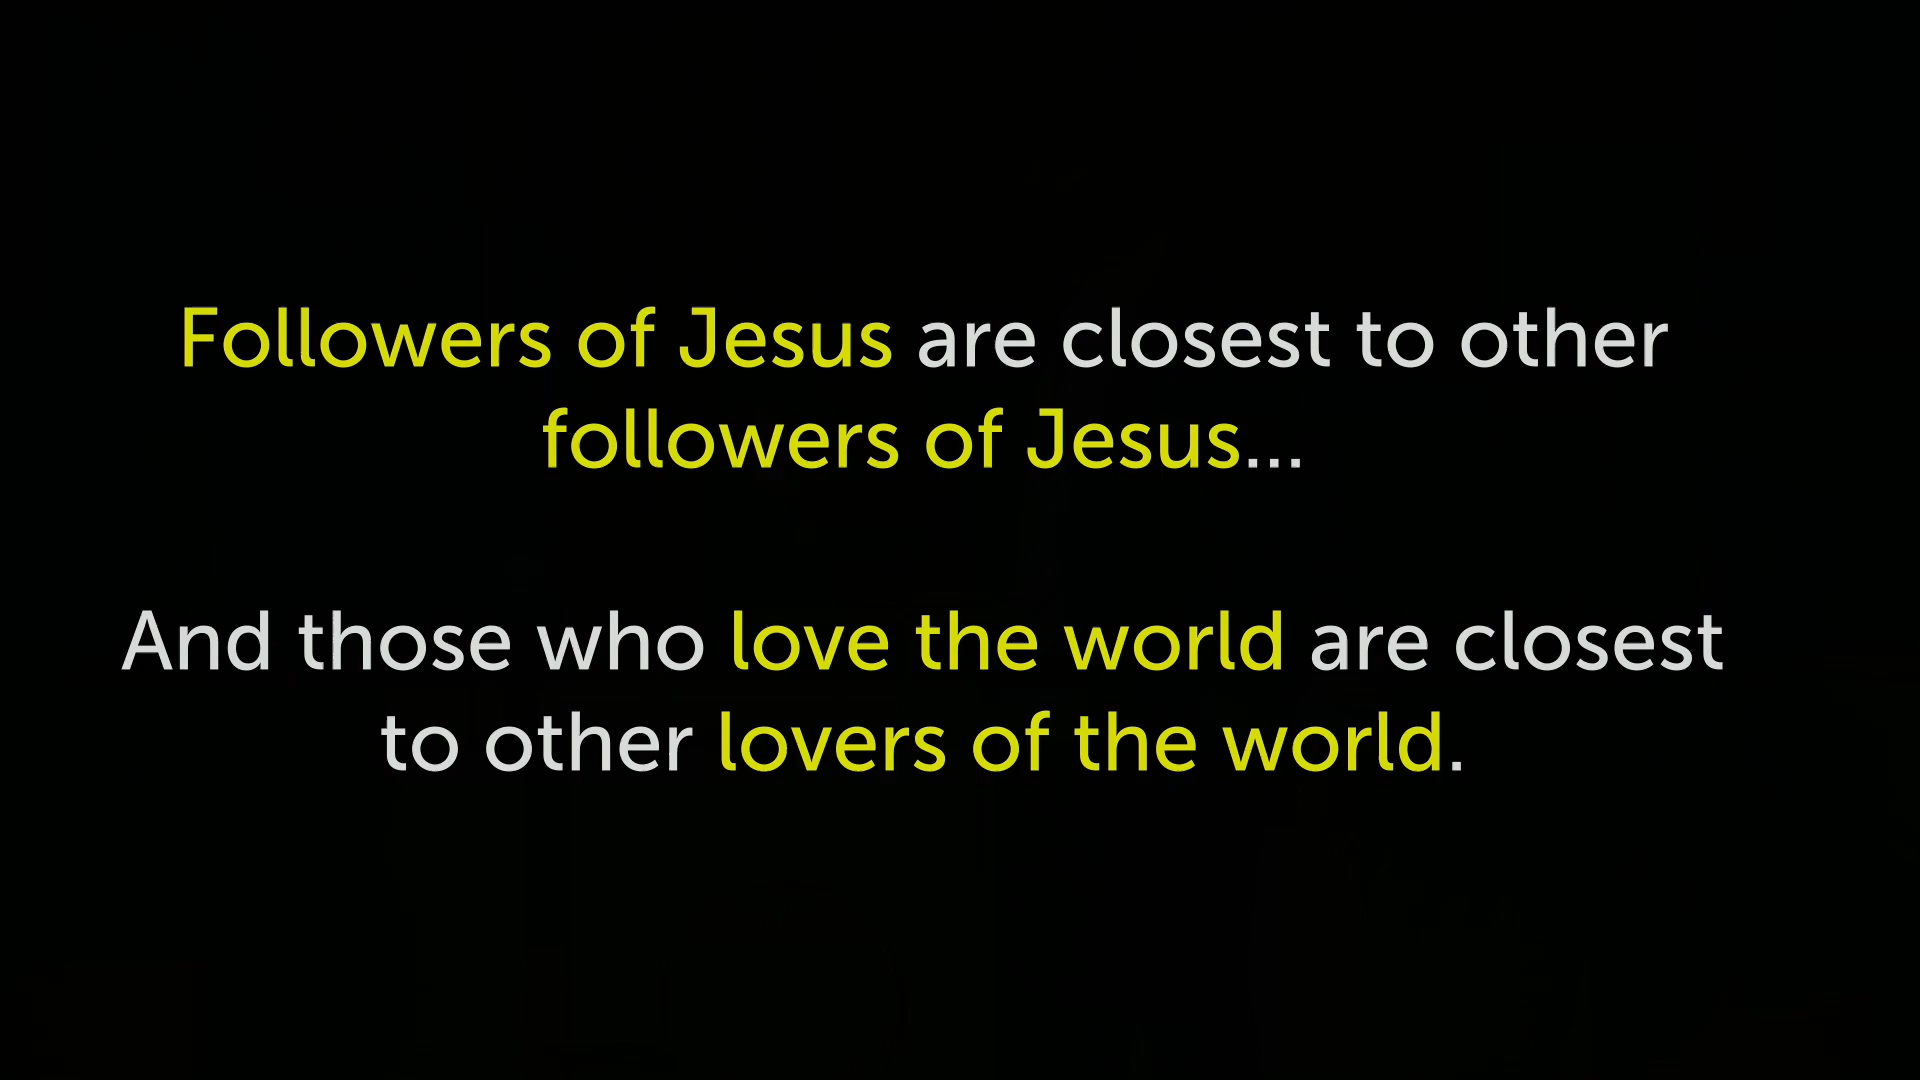 Followers of Jesus are closest to other
followers of Jesus...
And those who love the world are closest
to other lovers of the world.